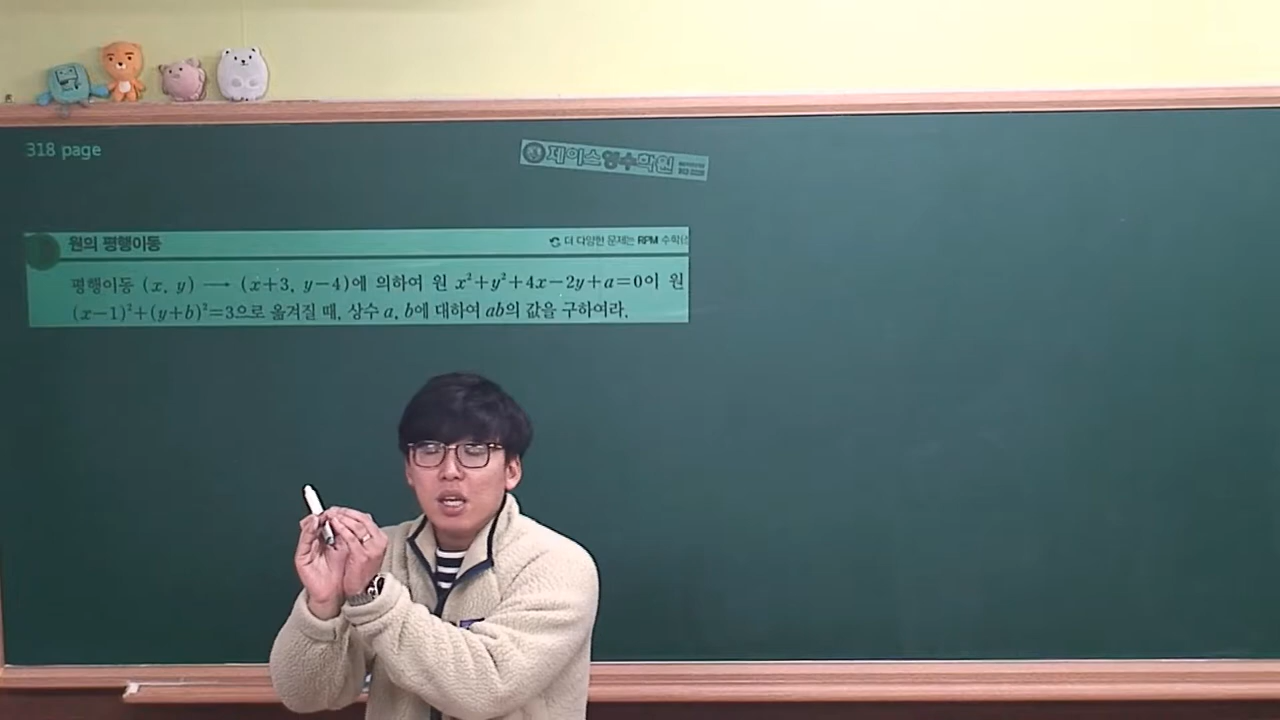 318 page
제이스영수학원
원의 평행이동
더 다양한 문제는 RPM 수학(
평행이동 (x, y) ⟶ (x+3, y−4)에 의하여 원 x²+y²+4x−2y+a=0이 원
(x−1)²+(y+b)²=3으로 옮겨질 때, 상수 a, b에 대하여 ab의 값을 구하여라.